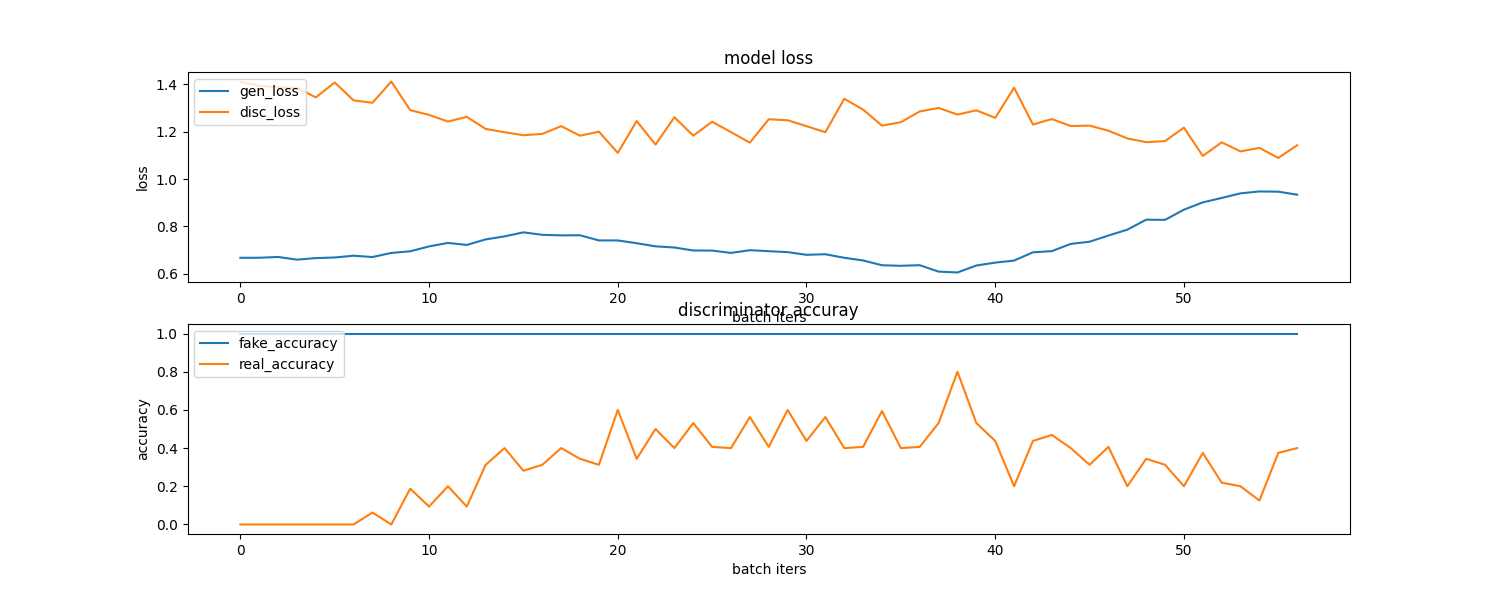 model loss
1.4
1.2
1.0
0.8
0.6
loss
gen_loss
disc_loss
0 10 20 30 40 50
batch iters
discriminator accuray
1.0
0.8
0.6
0.4
0.2
0.0
accuracy
fake_accuracy
real_accuracy
0 10 20 30 40 50
batch iters